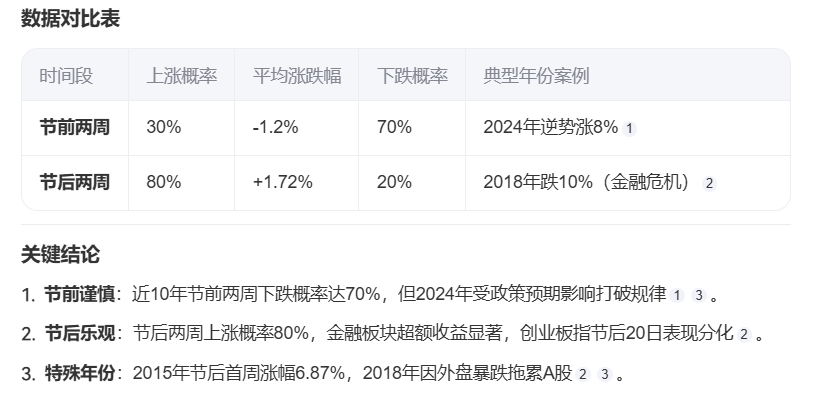 数据对比表
时间段 上涨概率 平均涨跌幅 下跌概率 典型年份案例
节前两周 30% -1.2% 70% 2024年逆势涨8% 1
节后两周 80% +1.72% 20% 2018年跌10%（金融危机） 2
关键结论
1. 节前谨慎：近10年节前两周下跌概率达70%，但2024年受政策预期影响打破规律 1 3 。
2. 节后乐观：节后两周上涨概率80%，金融板块超额收益显著，创业板指节后20日表现分化 2 。
3. 特殊年份：2015年节后首周涨幅6.87%，2018年因外盘暴跌拖累A股 2 3 。